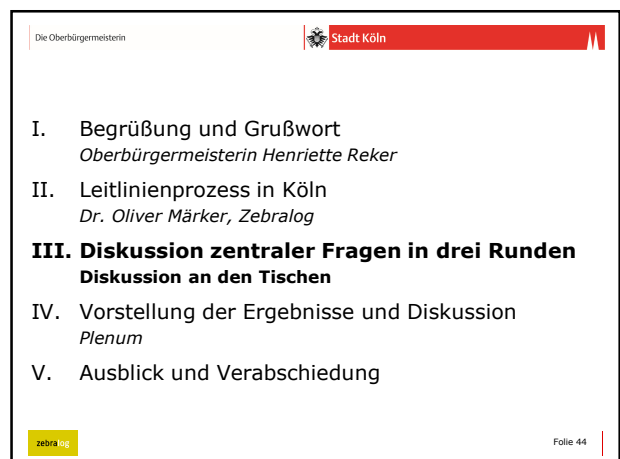 Die Oberbürgermeisterin
Stadt Köln
I. Begrüßung und Grußwort
Oberbürgermeisterin Henriette Reker
II. Leitlinienprozess in Köln
Dr. Oliver Märker, Zebralog
III. Diskussion zentraler Fragen in drei Runden
Diskussion an den Tischen
IV. Vorstellung der Ergebnisse und Diskussion
Plenum
V. Ausblick und Verabschiedung
zebralog
Folie 44